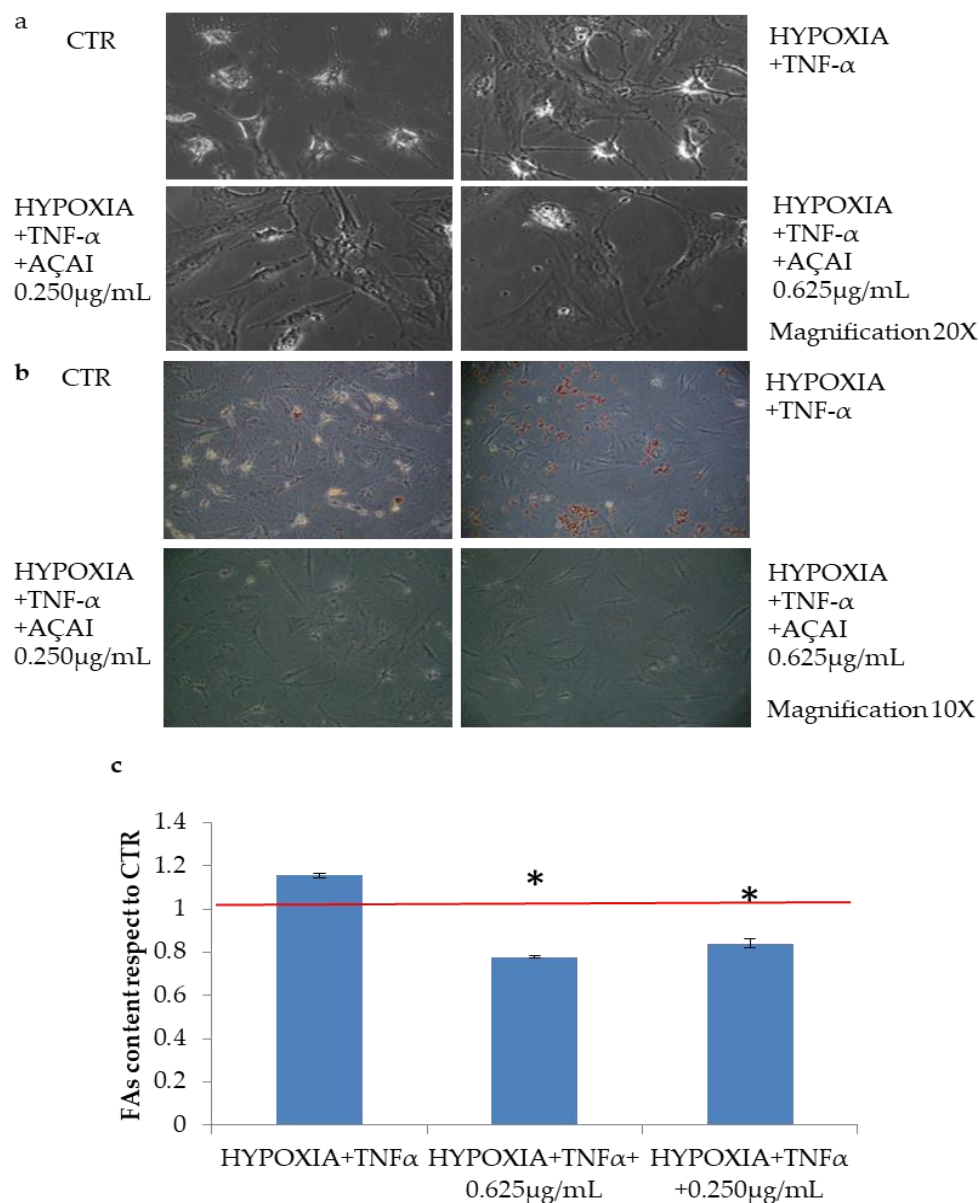 a
CTR
HYPOXIA
+TNF-α
HYPOXIA
+TNF-α
+AÇAI
0.250µg/mL
HYPOXIA
+TNF-α
+AÇAI
0.625µg/mL
Magnification 20X
b
CTR
HYPOXIA
+TNF-α
HYPOXIA
+TNF-α
+AÇAI
0.250µg/mL
HYPOXIA
+TNF-α
+AÇAI
0.625µg/mL
Magnification 10X
c
FAs content respect to CTR
1.4
1.2
1
0.8
0.6
0.4
0.2
0
*
*
HYPOXIA+TNFα
HYPOXIA+TNFα+
0.625µg/mL
HYPOXIA+TNFα
+0.250µg/mL